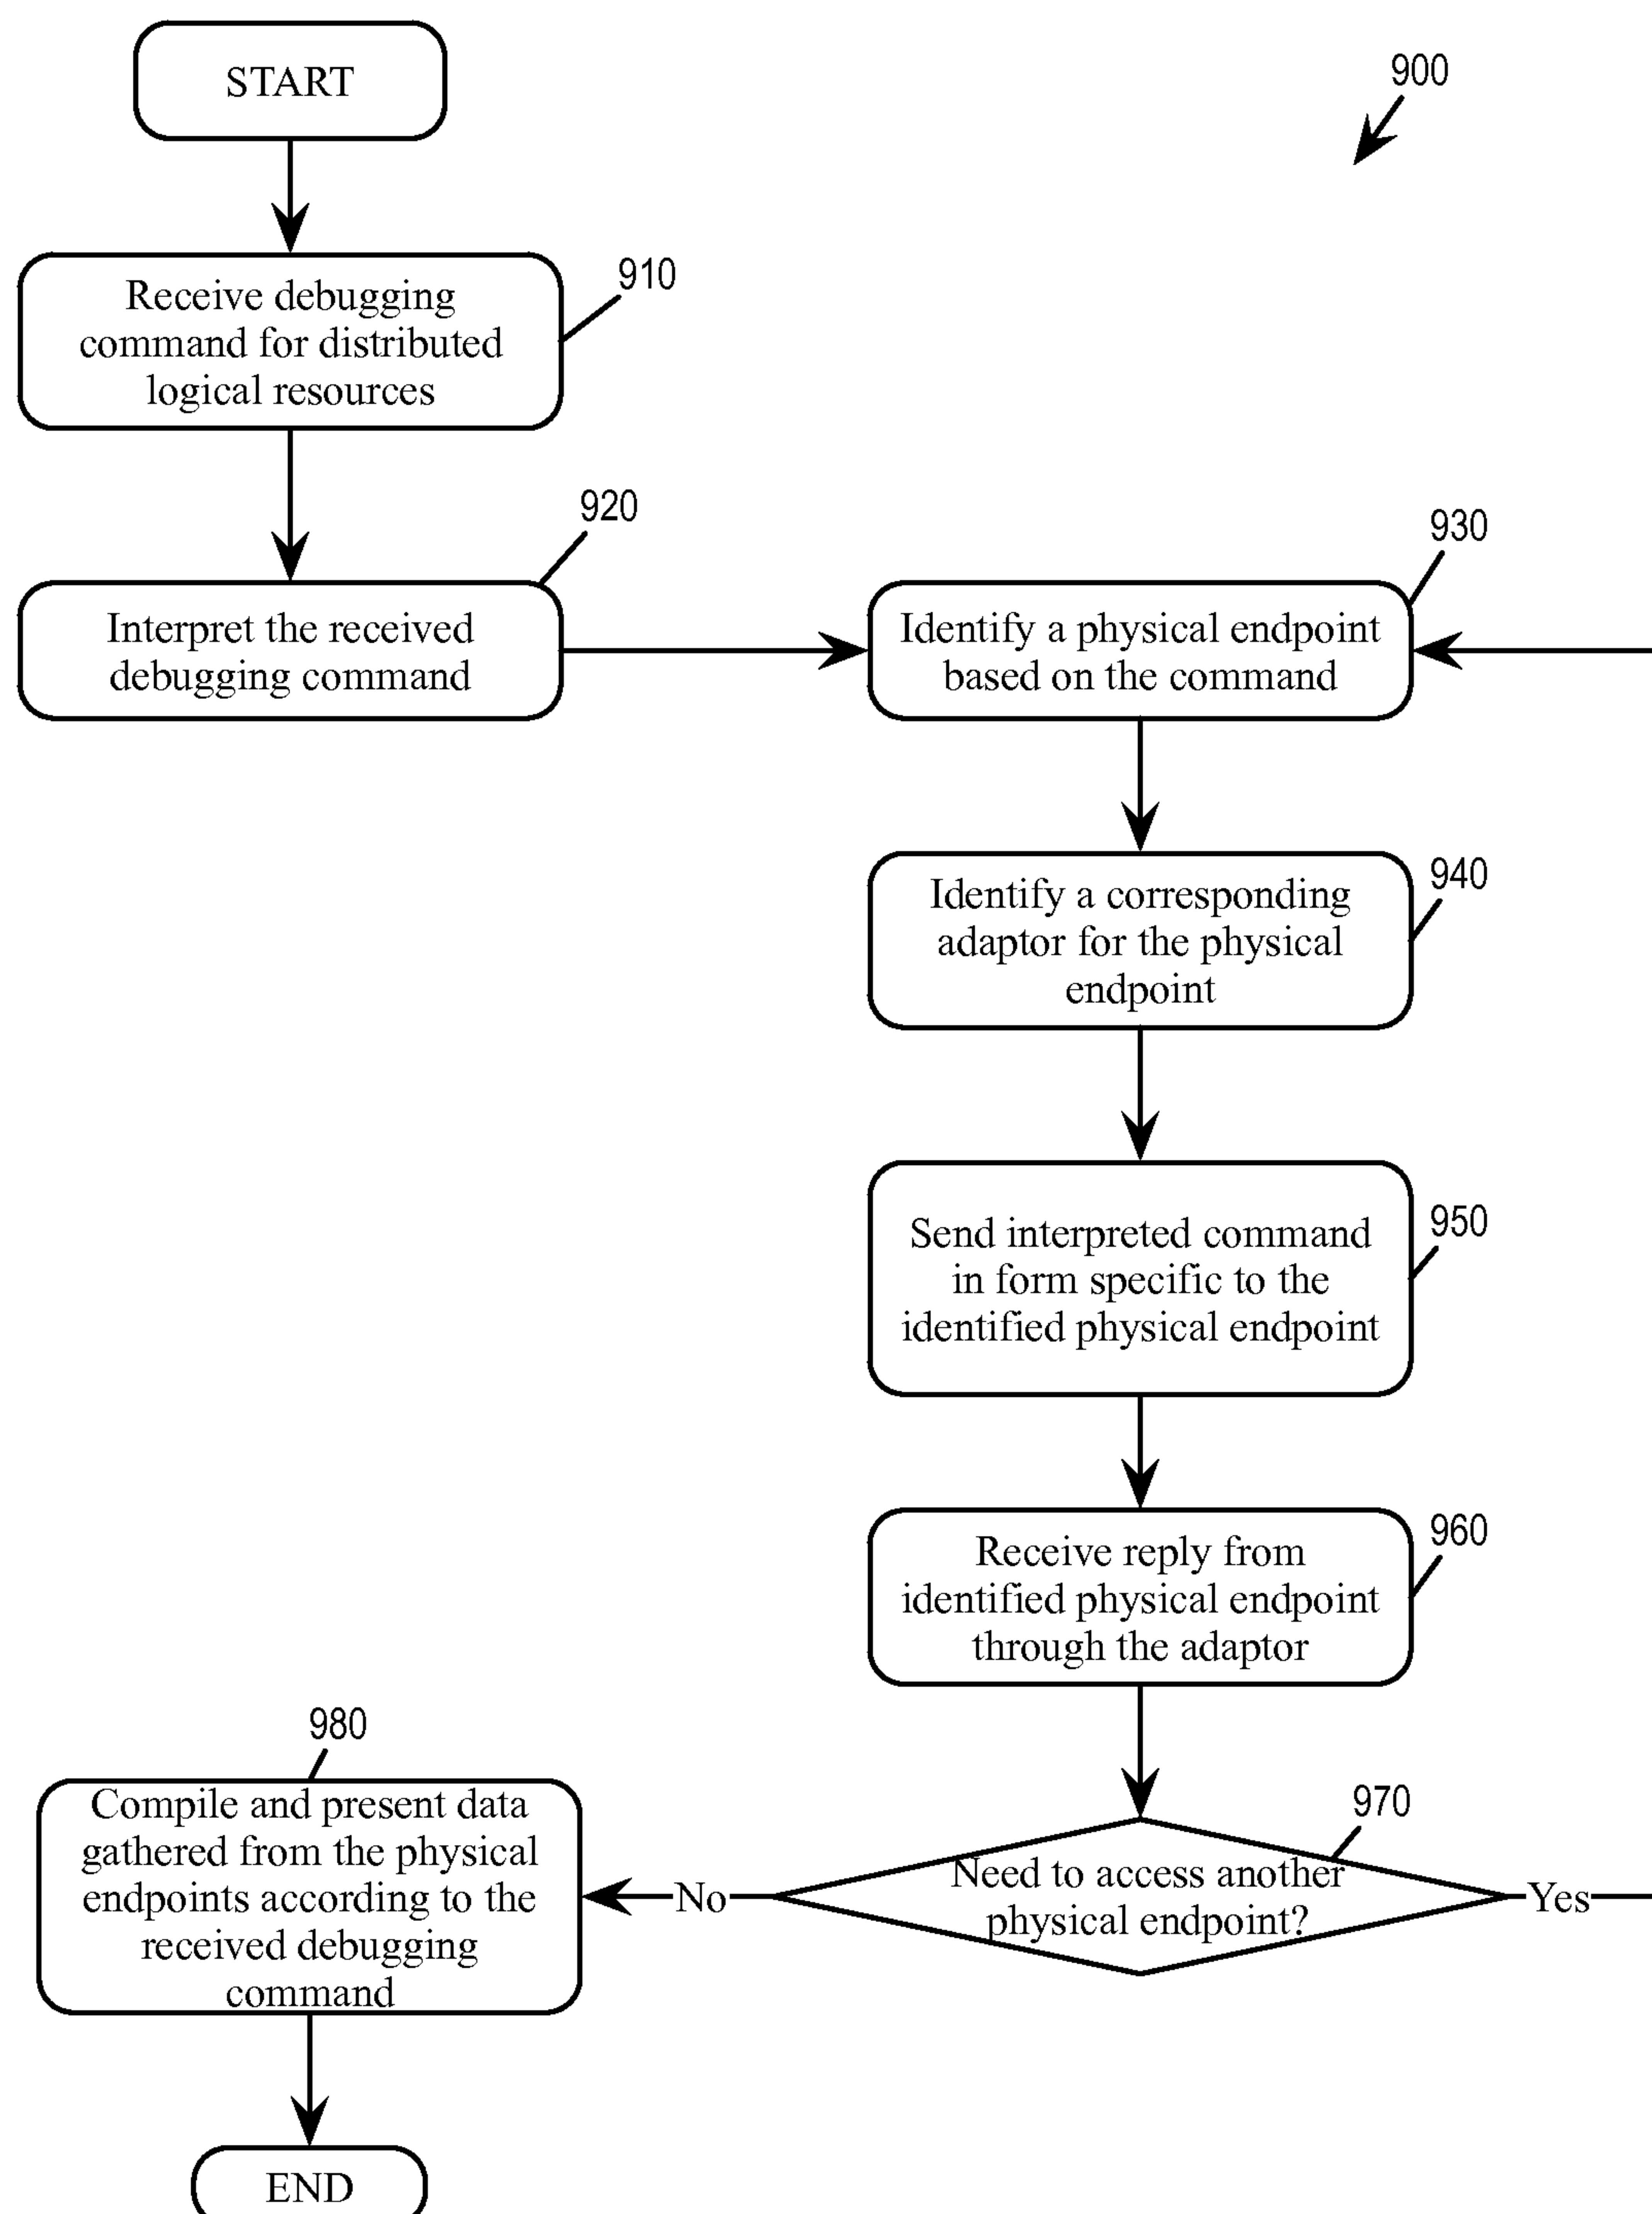 START
900
910
Receive debugging
command for distributed
logical resources
920
Interpret the received
debugging command
930
Identify a physical endpoint
based on the command
940
Identify a corresponding
adaptor for the physical
endpoint
950
Send interpreted command
in form specific to the
identified physical endpoint
960
Receive reply from
identified physical endpoint
through the adaptor
970
Need to access another
physical endpoint?
Yes
No
980
Compile and present data
gathered from the physical
endpoints according to the
received debugging
command
END